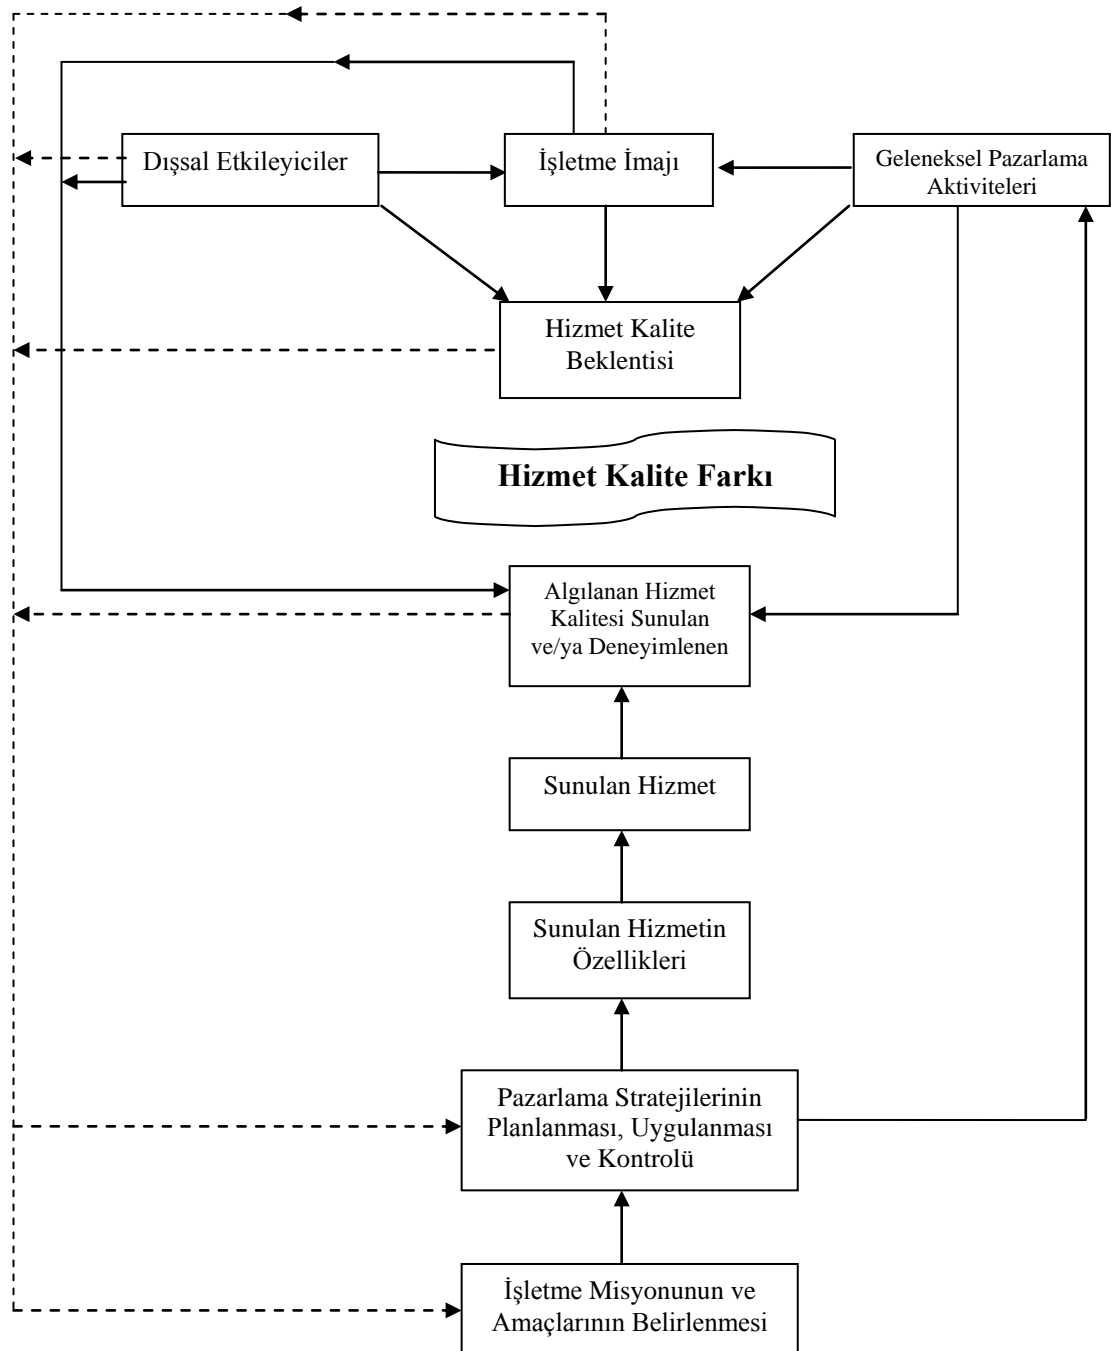 Dışsal Etkileyiciler
İşletme İmajı
Geleneksel Pazarlama
Aktiviteleri
Hizmet Kalite
Beklentisi
Hizmet Kalite Farkı
Algılanan Hizmet
Kalitesi Sunulan
ve/ya Deneyimlenen
Sunulan Hizmet
Sunulan Hizmetin
Özellikleri
Pazarlama Stratejilerinin
Planlanması, Uygulanması
ve Kontrolü
İşletme Misyonunun ve
Amaçlarının Belirlenmesi